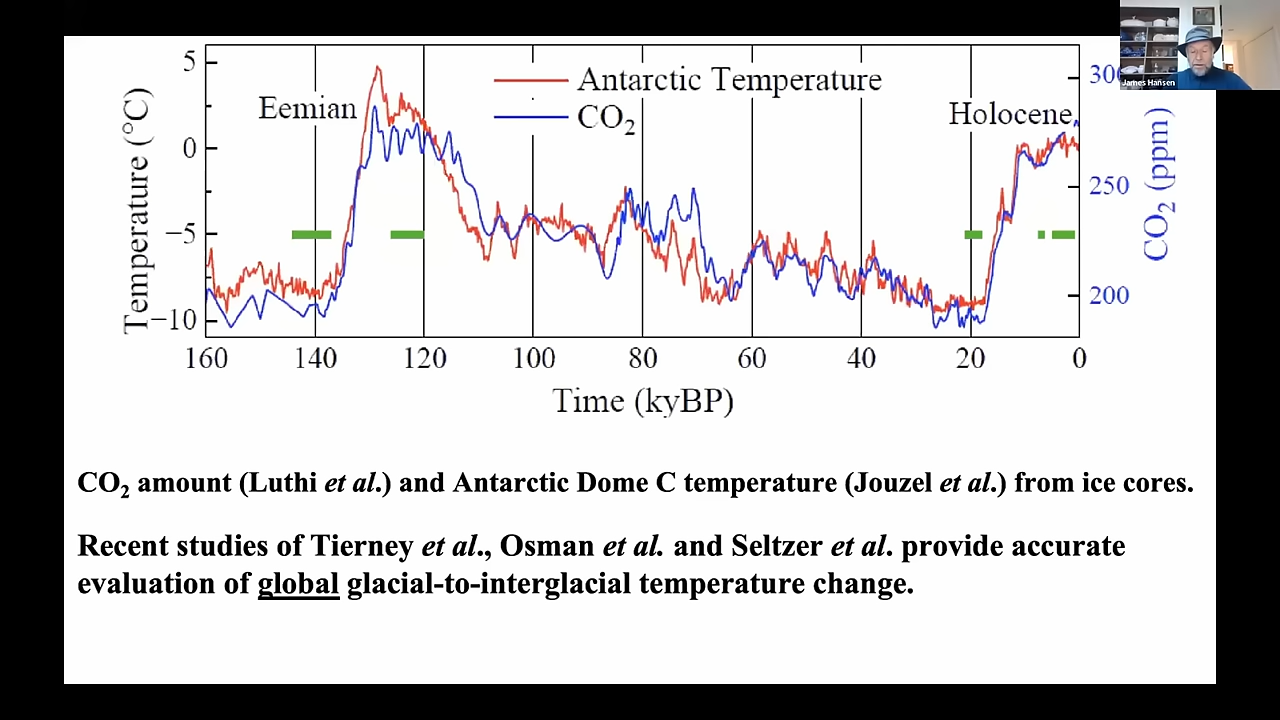 James Hansen
5
0
−5
−10
Temperature (°C)
Eemian
Antarctic Temperature
CO₂
Holocene
300
250
200
CO₂ (ppm)
160 140 120 100 80 60 40 20 0
Time (kyBP)
CO₂ amount (Luthi et al.) and Antarctic Dome C temperature (Jouzel et al.) from ice cores.
Recent studies of Tierney et al., Osman et al. and Seltzer et al. provide accurate
evaluation of global glacial-to-interglacial temperature change.